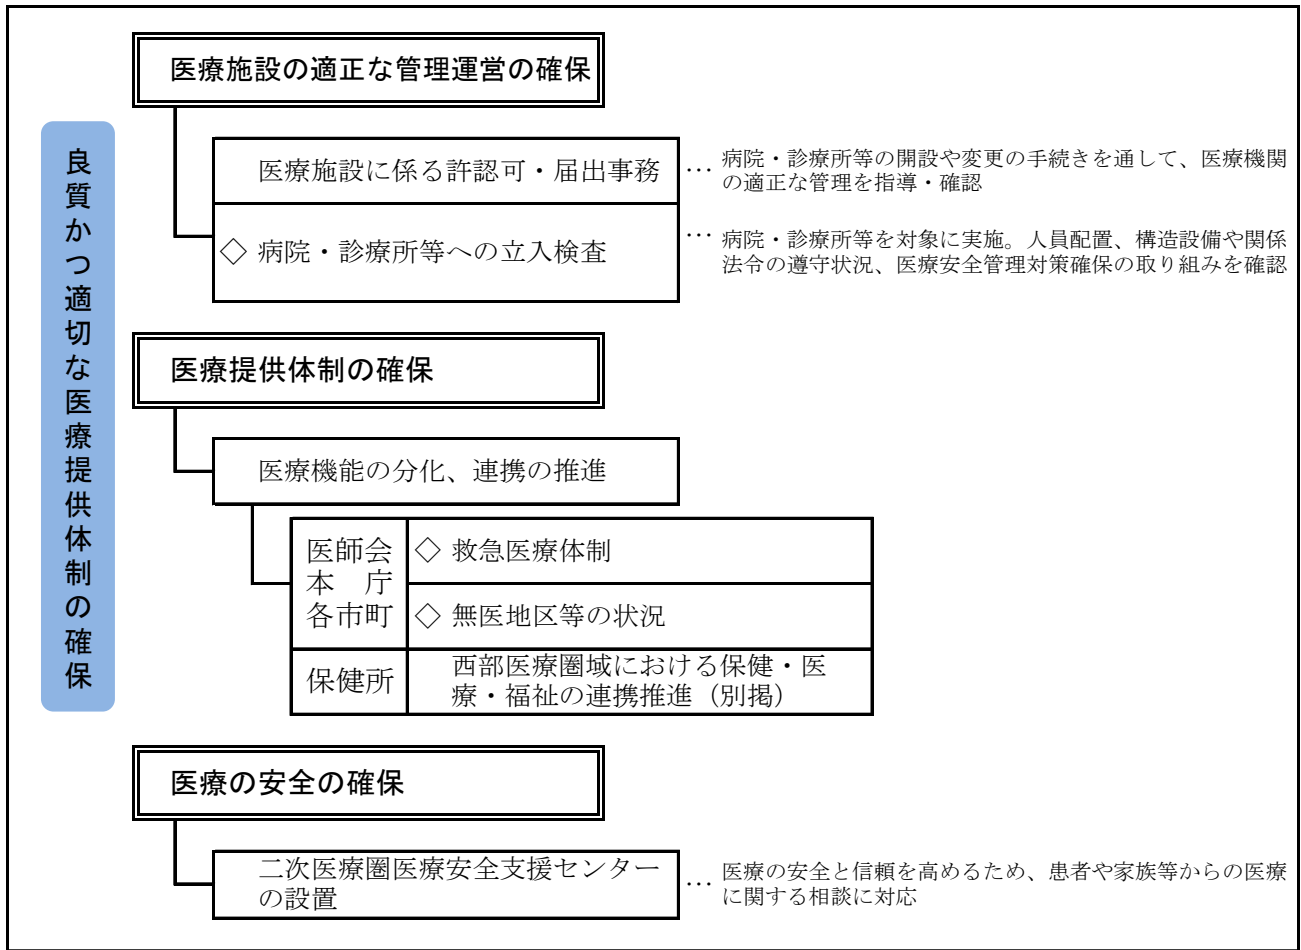 良質かつ適切な医療提供体制の確保
医療施設の適正な管理運営の確保
医療施設に係る許認可・届出事務
… 病院・診療所等の開設や変更の手続きを通して、医療機関
の適正な管理を指導・確認
◇ 病院・診療所等への立入検査
… 病院・診療所等を対象に実施。人員配置、構造設備や関係
法令の遵守状況、医療安全管理対策確保の取り組みを確認
医療提供体制の確保
医療機能の分化、連携の推進
医師会
本　庁
各市町
◇ 救急医療体制
◇ 無医地区等の状況
保健所
西部医療圏域における保健・医
療・福祉の連携推進（別掲）
医療の安全の確保
二次医療圏医療安全支援センター
の設置
… 医療の安全と信頼を高めるため、患者や家族等からの医療
に関する相談に対応